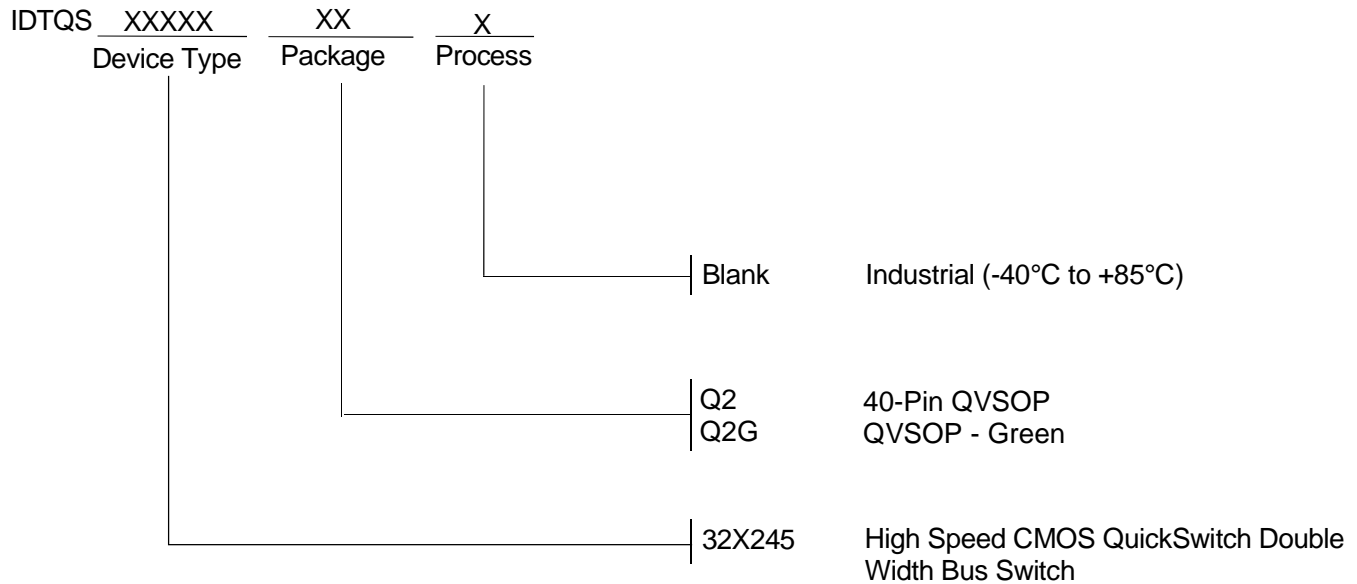 IDTQS XXXXX XX X
Device Type Package Process
Blank Industrial (-40°C to +85°C)
Q2 40-Pin QVSOP
Q2G QVSOP - Green
32X245 High Speed CMOS QuickSwitch Double
Width Bus Switch